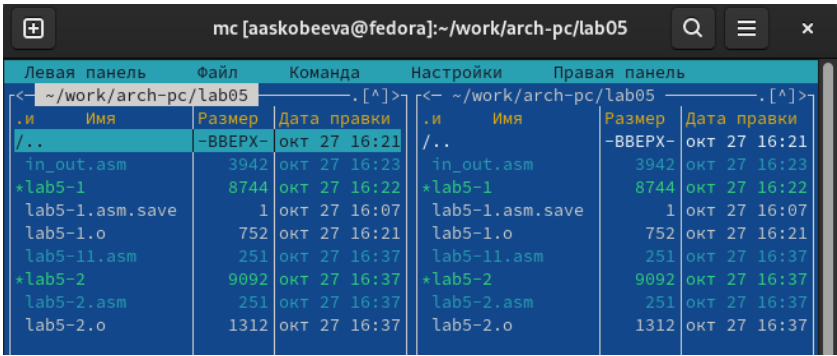 mc [aaskobeeva@fedora]:~/work/arch-pc/lab05
Левая панель Файл Команда Настройки Правая панель
<─ ~/work/arch-pc/lab05 ─.[^]>┐┌<─ ~/work/arch-pc/lab05 ─.[^]>
.и Имя Размер Дата правки .и Имя Размер Дата правки
/.. -ВВЕРХ- окт 27 16:21 /.. -ВВЕРХ- окт 27 16:21
in_out.asm 3942 окт 27 16:23 in_out.asm 3942 окт 27 16:23
*lab5-1 8744 окт 27 16:22 *lab5-1 8744 окт 27 16:22
lab5-1.asm.save 1 окт 27 16:07 lab5-1.asm.save 1 окт 27 16:07
lab5-1.o 752 окт 27 16:21 lab5-1.o 752 окт 27 16:21
lab5-11.asm 251 окт 27 16:37 lab5-11.asm 251 окт 27 16:37
*lab5-2 9092 окт 27 16:37 *lab5-2 9092 окт 27 16:37
lab5-2.asm 251 окт 27 16:37 lab5-2.asm 251 окт 27 16:37
lab5-2.o 1312 окт 27 16:37 lab5-2.o 1312 окт 27 16:37